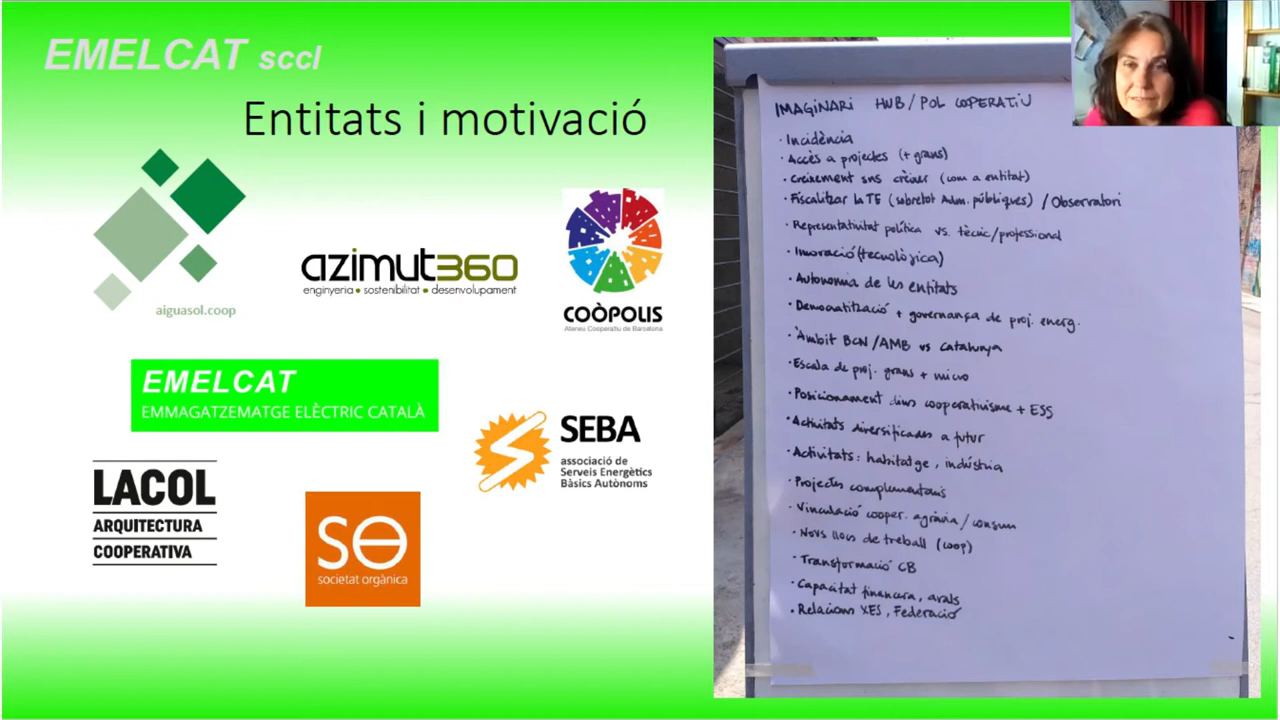 EMELCAT sccl
Entitats i motivació
aiguasol.coop
azimut360
enginyeria • sostenibilitat • desenvolupament
COÒPOLIS
Ateneu Cooperatiu de Barcelona
EMELCAT
EMMAGATZEMATGE ELÈCTRIC CATALÀ
SEBA
associació de
Serveis Energètics
Bàsics Autònoms
LACOL
ARQUITECTURA
COOPERATIVA
so
societat orgànica
IMAGINARI HUB/POL COOPERATIU
· Incidència
· Accès a projectes (+ grans)
· Creixement sns créixer (com a entitat)
· Fiscalitzar la TE (sobretot Adm. públiques) / Observatori
· Representativitat política vs. tècnic/professional
· Innovació (tecnològica)
· Autonomia de les entitats
· Democratització + governança de proj. energ.
· Àmbit BCN/AMB vs Catalunya
· Escala de proj. grans + micro
· Posicionament dins cooperativisme + ESS
· Activitats diversificades a futur
· Activitats: habitatge, indústria
· Projectes complementaris
· Vinculació cooper. agrària/consum
· Nous llocs de treball (coop)
· Transformació CB
· Capacitat financera, avals
· Relacions XES, Federació